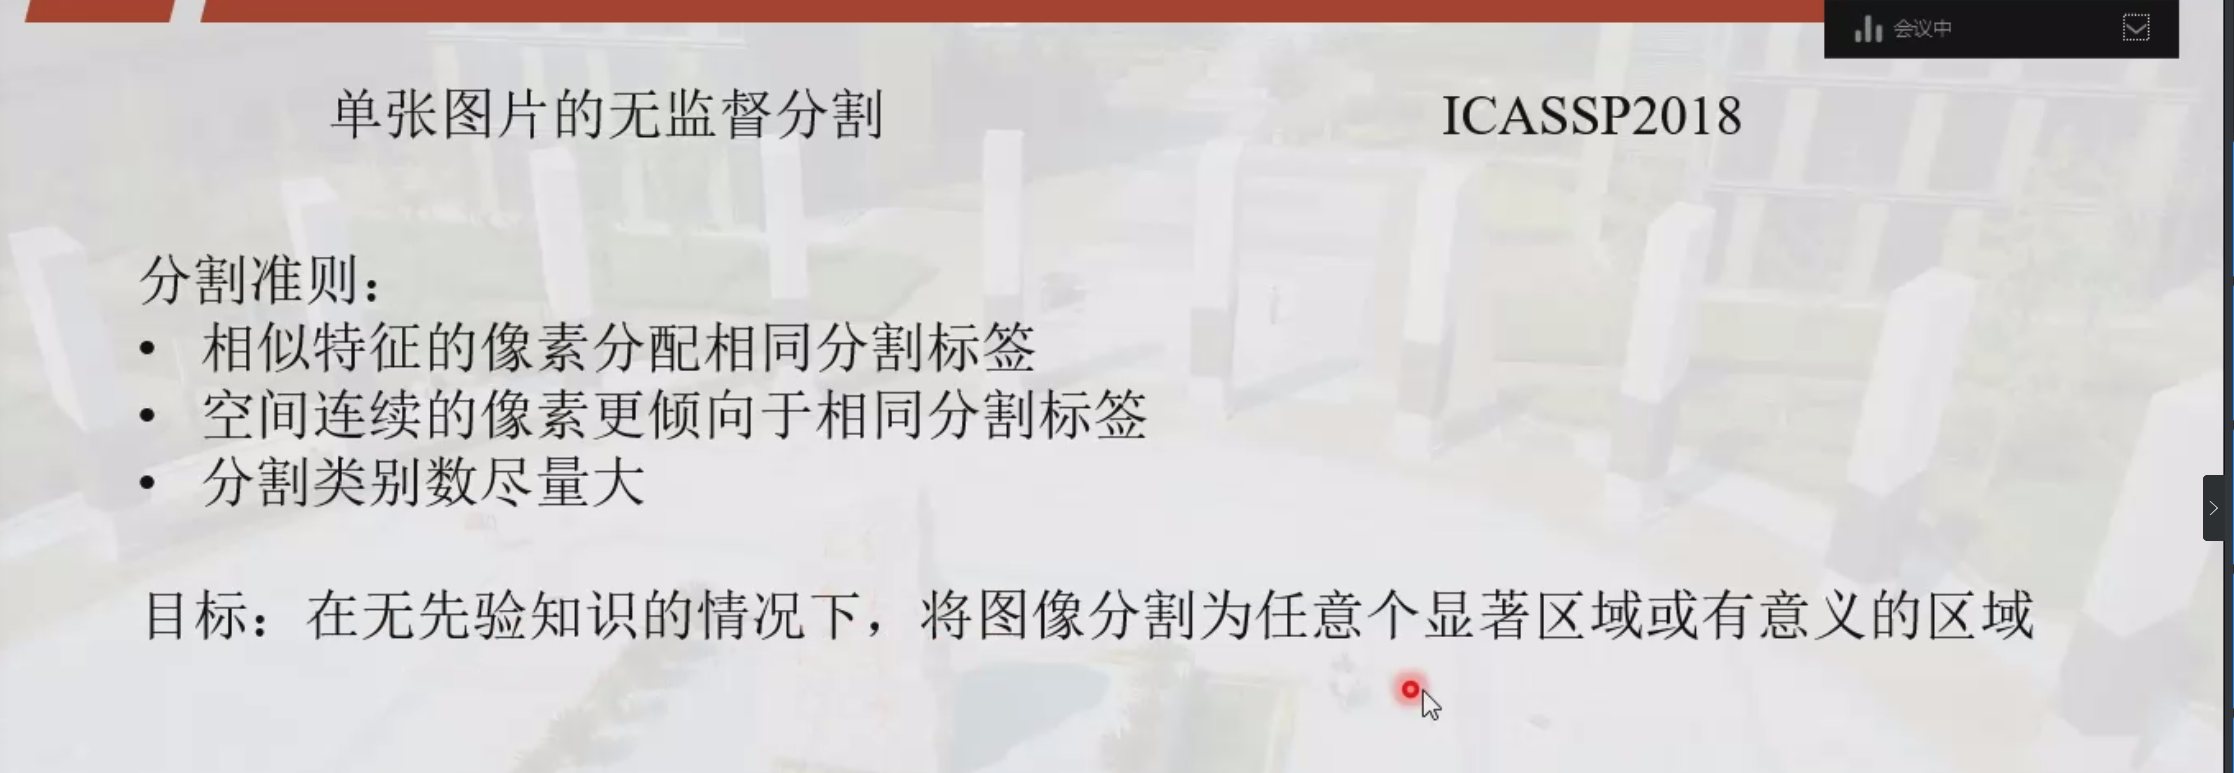 会议中
单张图片的无监督分割 ICASSP2018
分割准则：
• 相似特征的像素分配相同分割标签
• 空间连续的像素更倾向于相同分割标签
• 分割类别数尽量大
目标：在无先验知识的情况下，将图像分割为任意个显著区域或有意义的区域